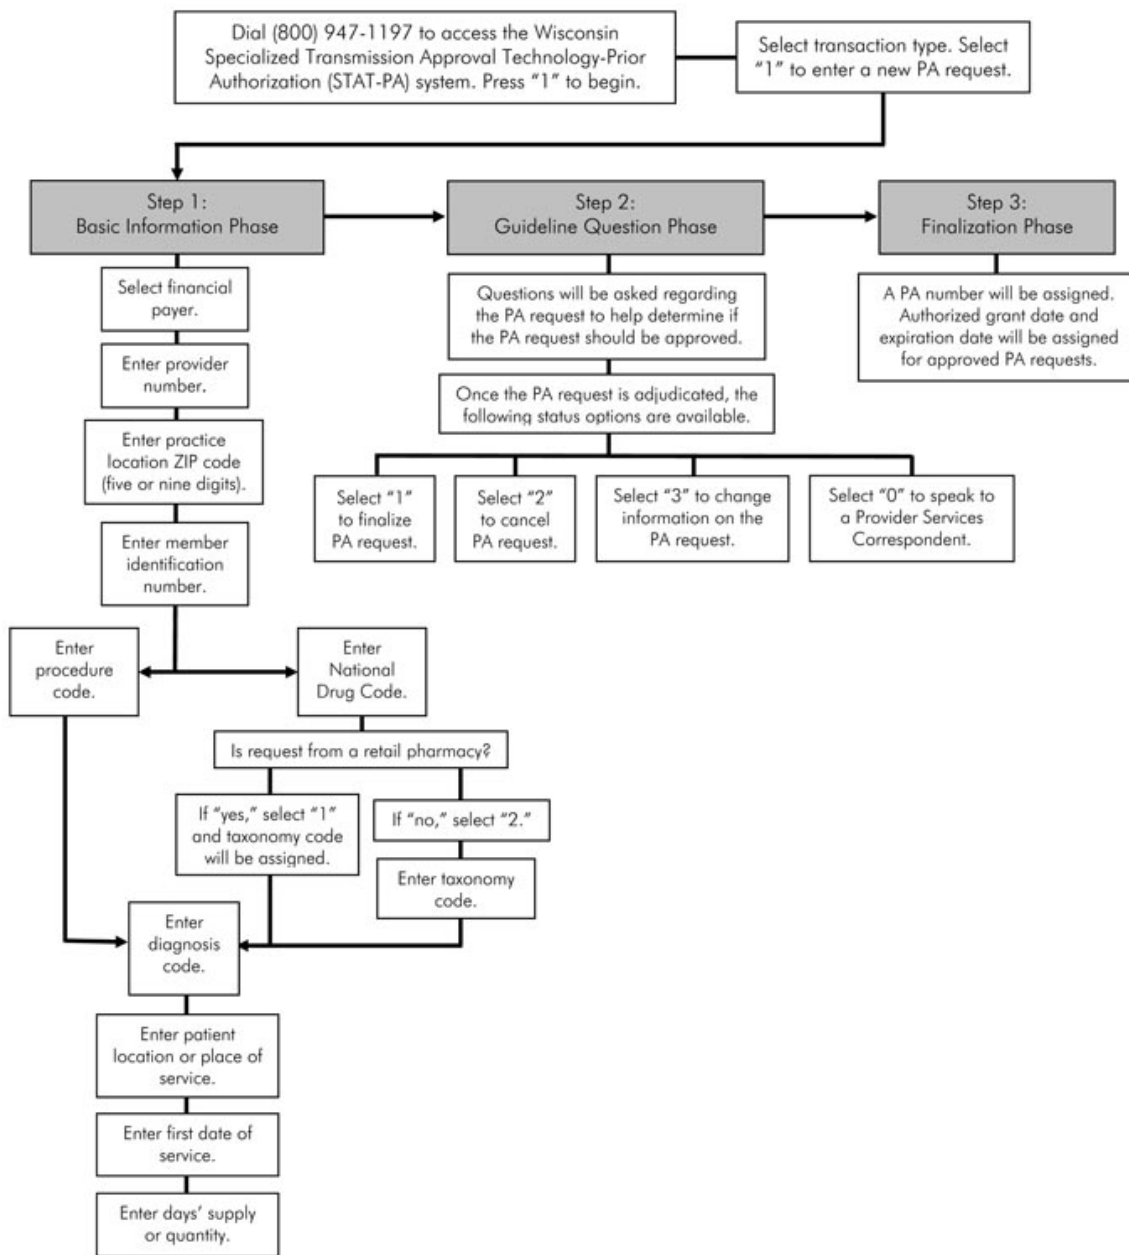 Dial (800) 947-1197 to access the Wisconsin
Specialized Transmission Approval Technology-Prior
Authorization (STAT-PA) system. Press “1” to begin.
Select transaction type. Select
“1” to enter a new PA request.
Step 1:
Basic Information Phase
Step 2:
Guideline Question Phase
Step 3:
Finalization Phase
Select financial
payer.
Enter provider
number.
Enter practice
location ZIP code
(five or nine digits).
Enter member
identification
number.
Enter
procedure
code.
Enter
National
Drug Code.
Is request from a retail pharmacy?
If “yes,” select “1”
and taxonomy code
will be assigned.
If “no,” select “2.”
Enter taxonomy
code.
Enter
diagnosis
code.
Enter patient
location or place of
service.
Enter first date of
service.
Enter days’ supply
or quantity.
Questions will be asked regarding
the PA request to help determine if
the PA request should be approved.
Once the PA request is adjudicated, the
following status options are available.
Select “1”
to finalize
PA request.
Select “2”
to cancel
PA request.
Select “3” to change
information on the
PA request.
Select “0” to speak to
a Provider Services
Correspondent.
A PA number will be assigned.
Authorized grant date and
expiration date will be assigned
for approved PA requests.